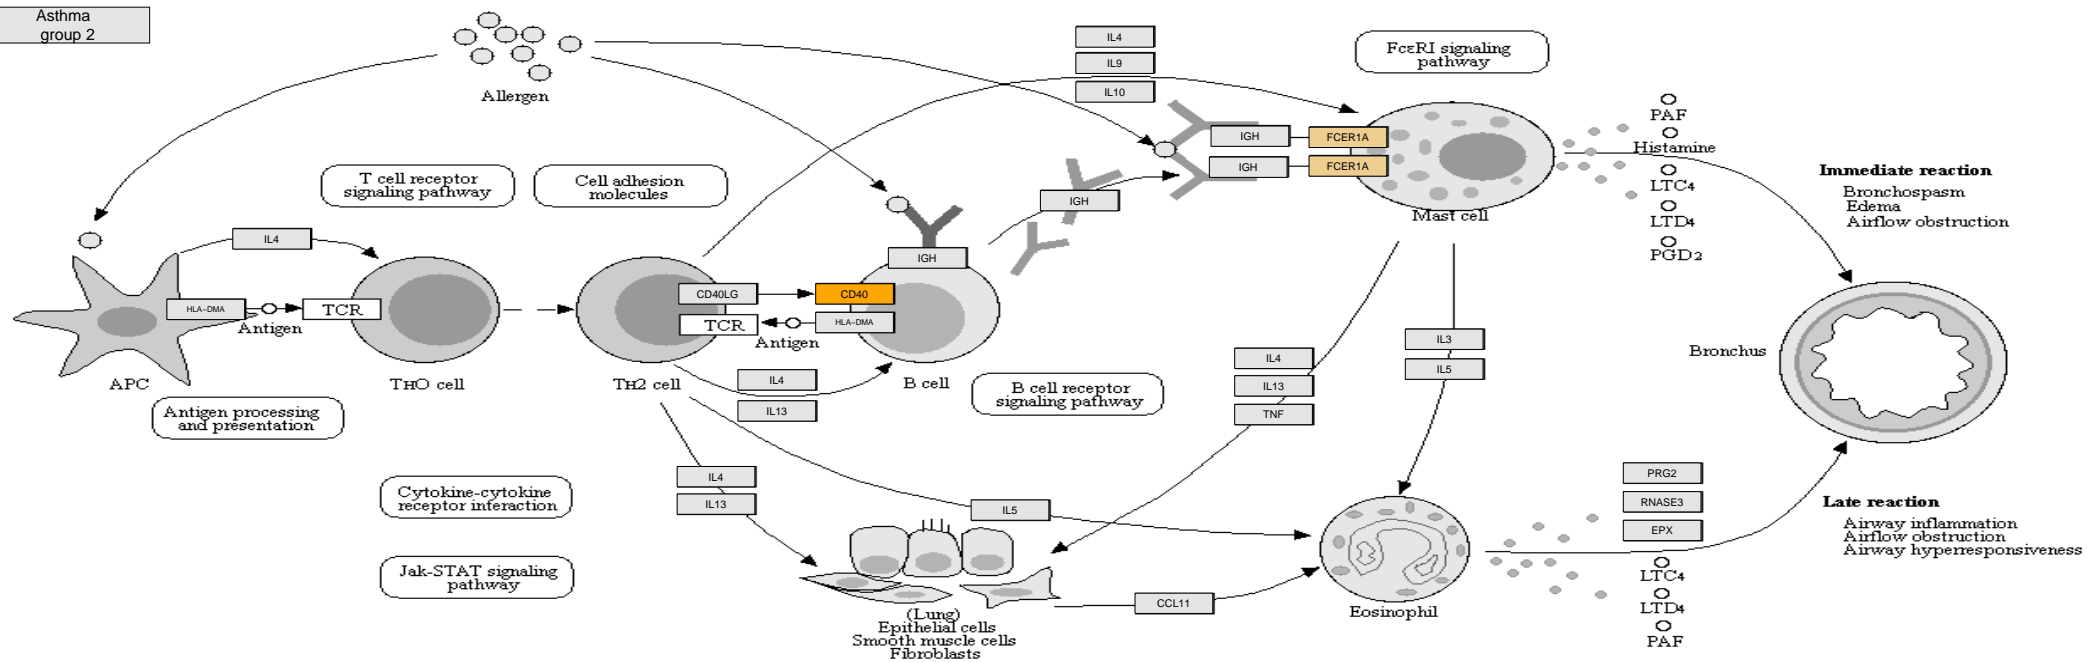 Asthma
group 2
Allergen
IL4
IL9
IL10
FcεRI signaling
pathway
T cell receptor
signaling pathway
Cell adhesion
molecules
IGH
FCER1A
IGH
FCER1A
Mast cell
PAF
Histamine
LTC4
LTD4
PGD2
Immediate reaction
Bronchospasm
Edema
Airflow obstruction
IL4
IGH
IGH
HLA-DMA
Antigen
TCR
CD40LG
CD40
TCR
HLA-DMA
Antigen
APC
TH0 cell
TH2 cell
B cell
IL4
IL13
Antigen processing
and presentation
B cell receptor
signaling pathway
IL4
IL13
TNF
IL3
IL5
Bronchus
Cytokine-cytokine
receptor interaction
IL4
IL13
IL5
PRG2
RNASE3
EPX
Late reaction
Airway inflammation
Airflow obstruction
Airway hyperresponsiveness
Jak-STAT signaling
pathway
(Lung)
Epithelial cells
Smooth muscle cells
Fibroblasts
CCL11
Eosinophil
LTC4
LTD4
PAF